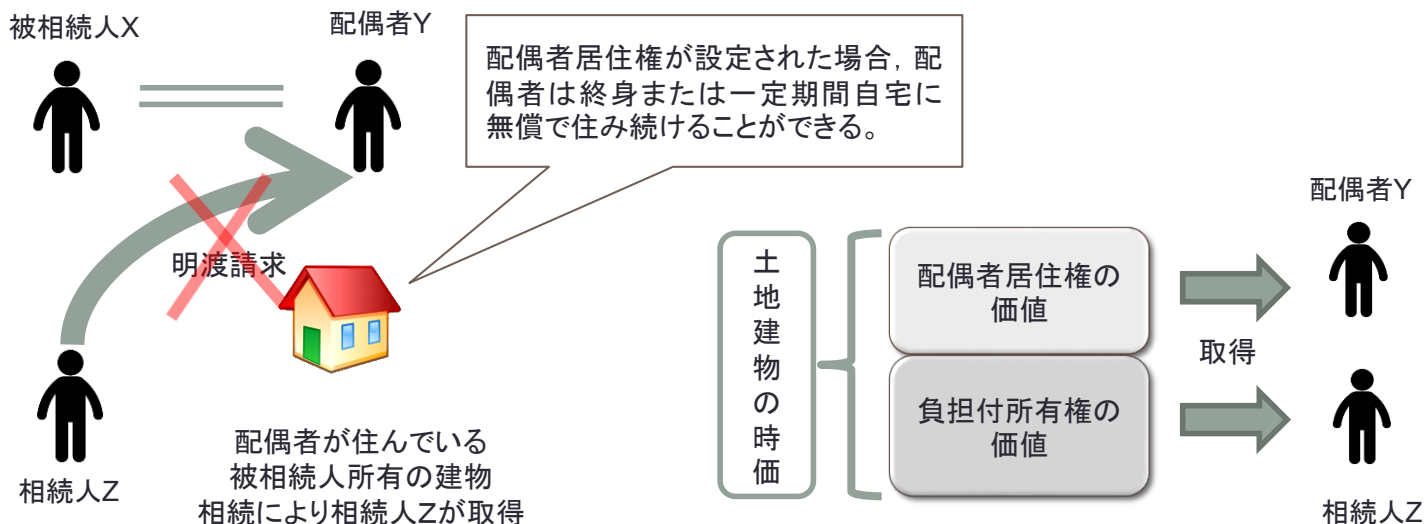 被相続人X
配偶者Y
配偶者居住権が設定された場合，配
偶者は終身または一定期間自宅に
無償で住み続けることができる。
明渡請求
相続人Z
配偶者が住んでいる
被相続人所有の建物
相続により相続人Zが取得
土地建物の時価
配偶者居住権の
価値
負担付所有権の
価値
取得
配偶者Y
相続人Z